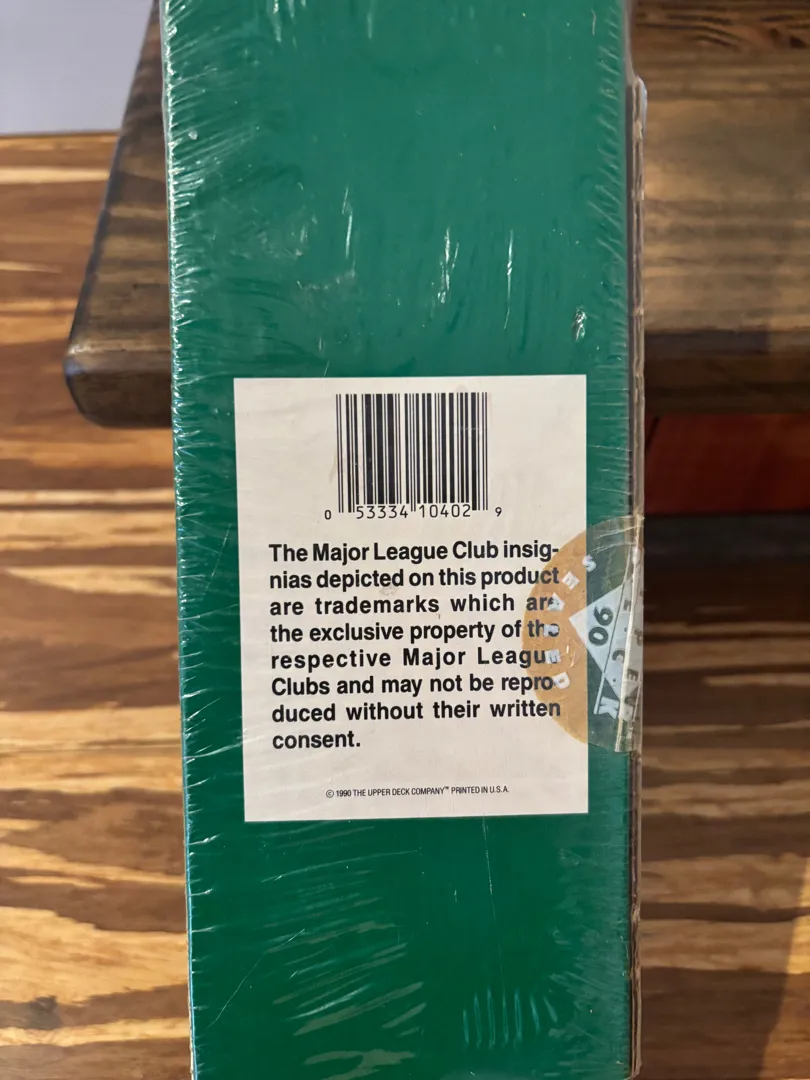 0 53334 10402 9
The Major League Club insig-
nias depicted on this product
are trademarks which are
the exclusive property of the
respective Major League
Clubs and may not be repro-
duced without their written
consent.
© 1990 THE UPPER DECK COMPANY™ PRINTED IN U.S.A.
SEALED
90